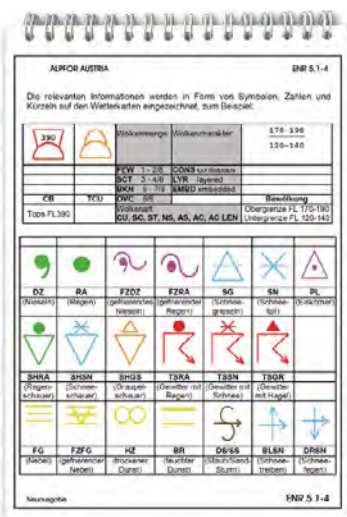 ALPFOR AUSTRIA ENR 5.1-4
Die relevanten Informationen werden in Form von Symbolen, Zahlen und
Kürzeln auf den Wetterkarten eingezeichnet, zum Beispiel:
390 Wolkenmenge Wolkencharakter 170-190
120-140
FEW 1-2/8 CONS continuous
SCT 3-4/8 LYR layered
BKN 5-7/8 EMBD embedded
CB TCU OVC 8/8 Bewölkung
Tops FL390 Wolkenart Obergrenze FL 170-190
CU, SC, ST, NS, AS, AC, AC LEN Untergrenze FL 120-140
DZ RA FZDZ FZRA SG SN PL
(Nieseln) (Regen) (gefrierendes (gefrierender (Schnee- (Schnee- (Eiskörner)
Nieseln) Regen) grieseln) fall)
SHRA SHSN SHGS TSRA TSSN TSGR
(Regen- (Schnee- (Graupel- (Gewitter mit (Gewitter mit (Gewitter
schauer) schauer) schauer) Regen) Schnee) mit Hagel)
FG FZFG HZ BR DS/SS BLSN DRSN
(Nebel) (gefrierender (trockener (feuchter (Staub/Sand- (Schnee- (Schnee-
Nebel) Dunst) Dunst) Sturm) treiben) fegen)
Neuausgabe ENR 5.1-4